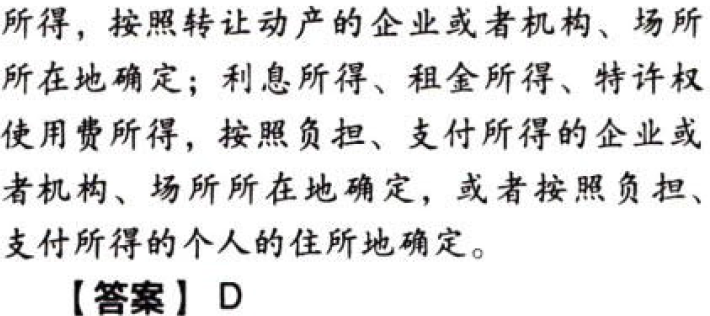 所得，按照转让动产的企业或者机构、场所
所在地确定；利息所得、租金所得、特许权
使用费所得，按照负担、支付所得的企业或
者机构、场所所在地确定，或者按照负担、
支付所得的个人的住所地确定。
【答案】 D